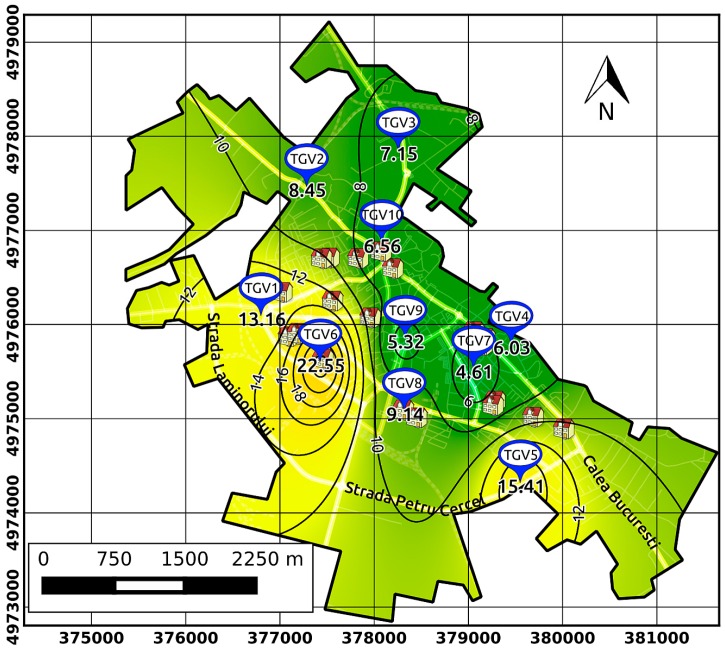 4979000
4978000
4977000
4976000
4975000
4974000
4973000
N
TGV3
7.15
8
10
TGV2
8.45
8
TGV10
6.56
12
12
TGV1
13.16
TGV9
5.32
TGV4
6.03
TGV6
22.55
TGV7
4.61
14
16
18
TGV8
9.14
6
10
TGV5
15.41
12
Strada Laminorului
Strada Petru Cercel
Calea Bucuresti
0 750 1500 2250 m
375000 376000 377000 378000 379000 380000 381000